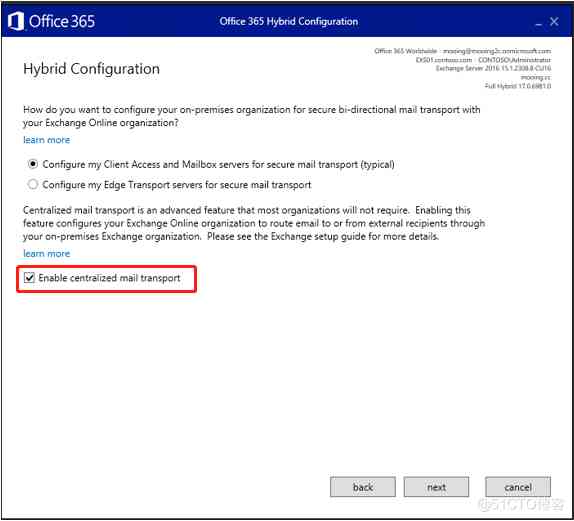 Office 365
Office 365 Hybrid Configuration
Office 365 Worldwide · mooxing@mooxing2c.onmicrosoft.com
EX01.contoso.com · CONTOSO\Administrator
Exchange Server 2016 15.1.2308.8 CU16
mooxing.cc
Full Hybrid 17.0.6981.0
Hybrid Configuration
How do you want to configure your on-premises organization for secure bi-directional mail transport with
your Exchange Online organization?
learn more
Configure my Client Access and Mailbox servers for secure mail transport (typical)
Configure my Edge Transport servers for secure mail transport
Centralized mail transport is an advanced feature that most organizations will not require. Enabling this
feature configures your Exchange Online organization to route email to or from external recipients through
your on-premises Exchange organization. Please see the Exchange setup guide for more details.
learn more
Enable centralized mail transport
back
next
cancel
@51CTO博客